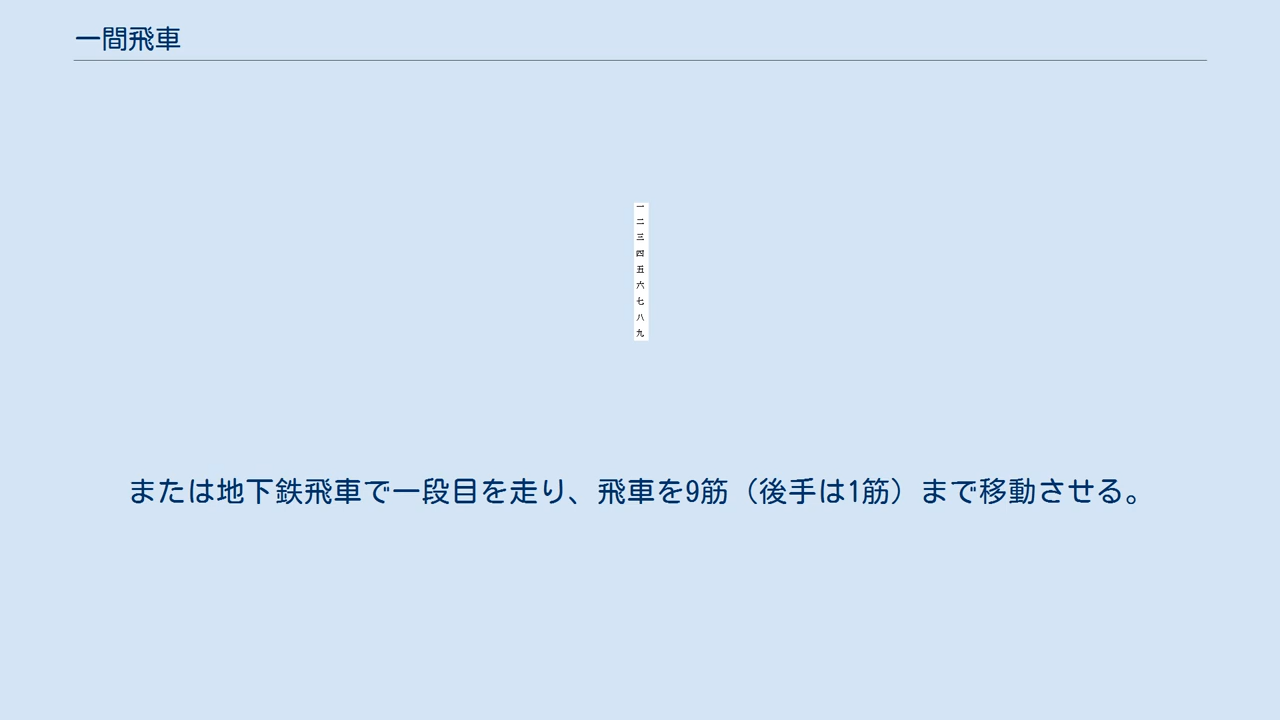 一間飛車
一
二
三
四
五
六
七
八
九
または地下鉄飛車で一段目を走り、飛車を9筋（後手は1筋）まで移動させる。